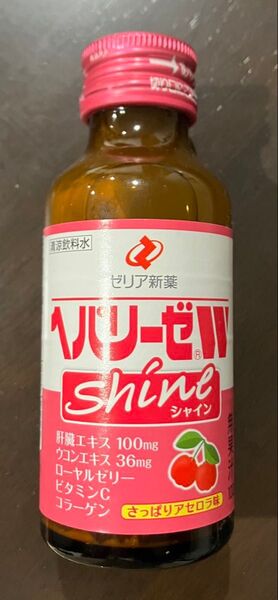 清涼飲料水
ゼリア新薬
ヘパリーゼW®
Shine
シャイン
肝臓エキス 100mg
ウコンエキス 36mg
ローヤルゼリー
ビタミンC
コラーゲン
さっぱりアセロラ味
無果汁